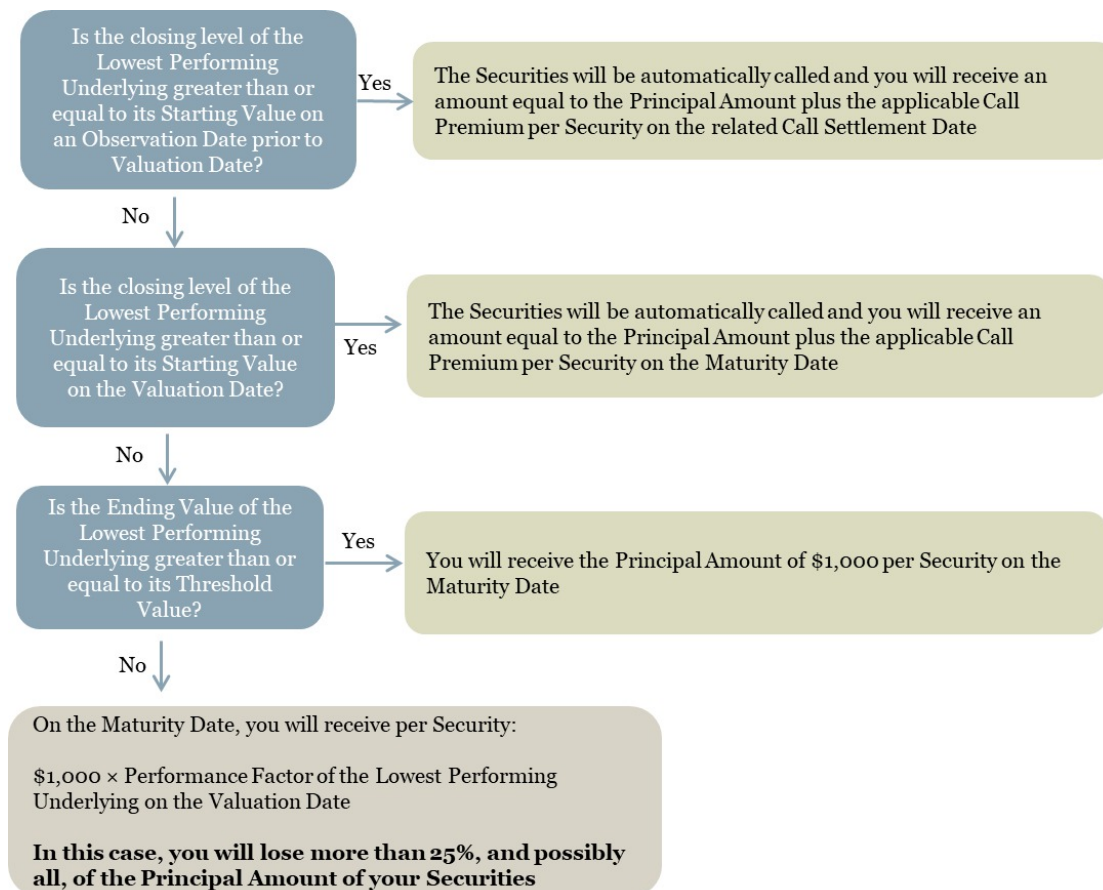 Is the closing level of the
Lowest Performing
Underlying greater than or
equal to its Starting Value on
an Observation Date prior to
Valuation Date?
Yes
The Securities will be automatically called and you will receive an
amount equal to the Principal Amount plus the applicable Call
Premium per Security on the related Call Settlement Date
No
Is the closing level of the
Lowest Performing
Underlying greater than or
equal to its Starting Value
on the Valuation Date?
Yes
The Securities will be automatically called and you will receive an
amount equal to the Principal Amount plus the applicable Call
Premium per Security on the Maturity Date
No
Is the Ending Value of the
Lowest Performing
Underlying greater than or
equal to its Threshold
Value?
Yes
You will receive the Principal Amount of $1,000 per Security on the
Maturity Date
No
On the Maturity Date, you will receive per Security:
$1,000 × Performance Factor of the Lowest Performing
Underlying on the Valuation Date
In this case, you will lose more than 25%, and possibly
all, of the Principal Amount of your Securities